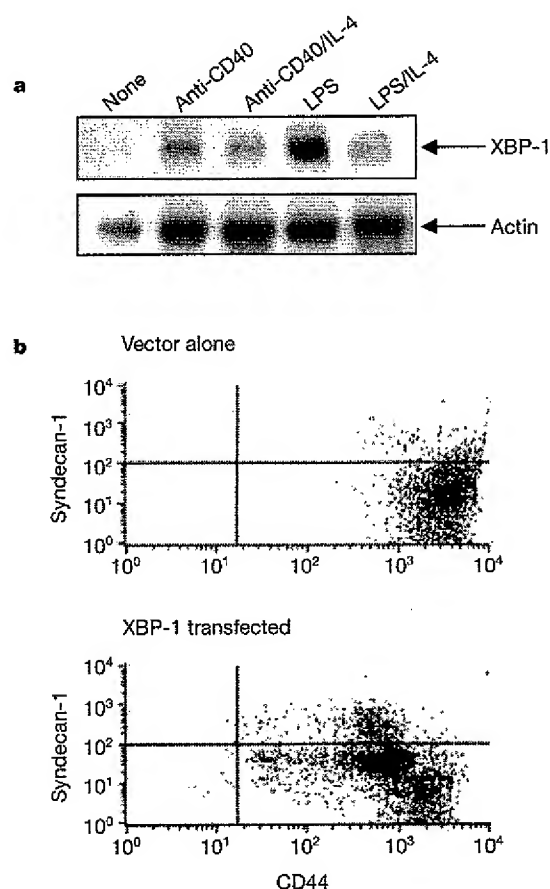 a
None Anti-CD40 Anti-CD40/IL-4 LPS LPS/IL-4
XBP-1
Actin
b
Vector alone
Syndecan-1
10⁴
10³
10²
10¹
10⁰
10⁰ 10¹ 10² 10³ 10⁴
XBP-1 transfected
Syndecan-1
10⁴
10³
10²
10¹
10⁰
10⁰ 10¹ 10² 10³ 10⁴
CD44